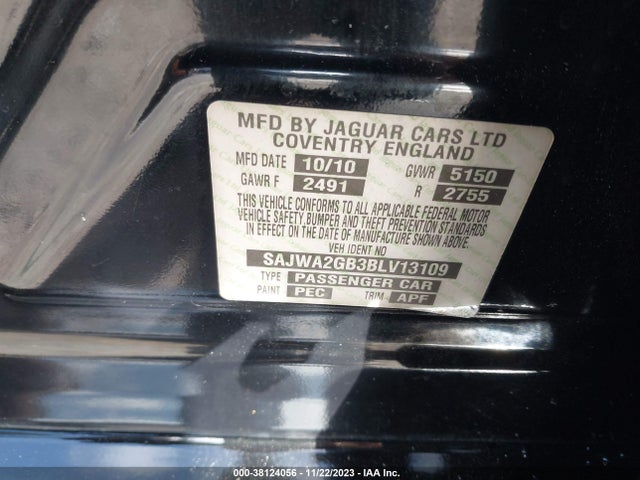 MFD BY JAGUAR CARS LTD
COVENTRY ENGLAND
MFD DATE 10/10 GVWR 5150
GAWR F 2491 R 2755
THIS VEHICLE CONFORMS TO ALL APPLICABLE FEDERAL MOTOR
VEHICLE SAFETY, BUMPER AND THEFT PREVENTION STANDARDS
IN EFFECT ON THE DATE OF MANUFACTURE SHOWN ABOVE.
VEH IDENT NO
SAJWA2GB3BLV13109
TYPE PASSENGER CAR
PAINT PEC TRIM APF
000-38124056 - 11/22/2023 - IAA Inc.